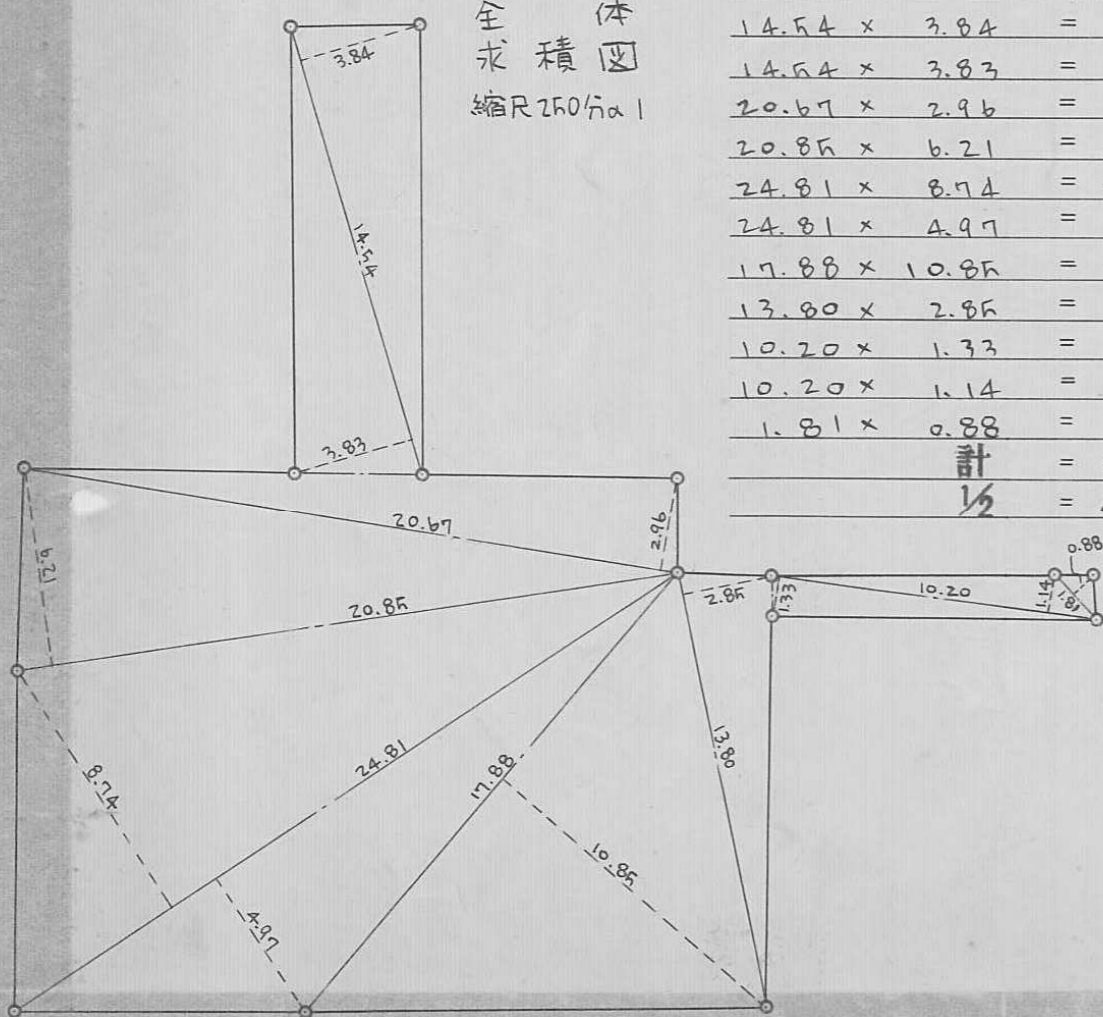 全 体
求 積 図
縮尺250分の1
14.54 × 3.84 =
14.54 × 3.83 =
20.67 × 2.96 =
20.85 × 6.21 =
24.81 × 8.74 =
24.81 × 4.97 =
17.88 × 10.85 =
13.80 × 2.85 =
10.20 × 1.33 =
10.20 × 1.14 =
1.81 × 0.88 =
計 =
1/2 =
3.84
14.54
3.83
20.67
2.96
6.21
20.85
2.85
1.33
10.20
1.14
1.81
0.88
24.81
17.88
13.80
8.74
4.97
10.85